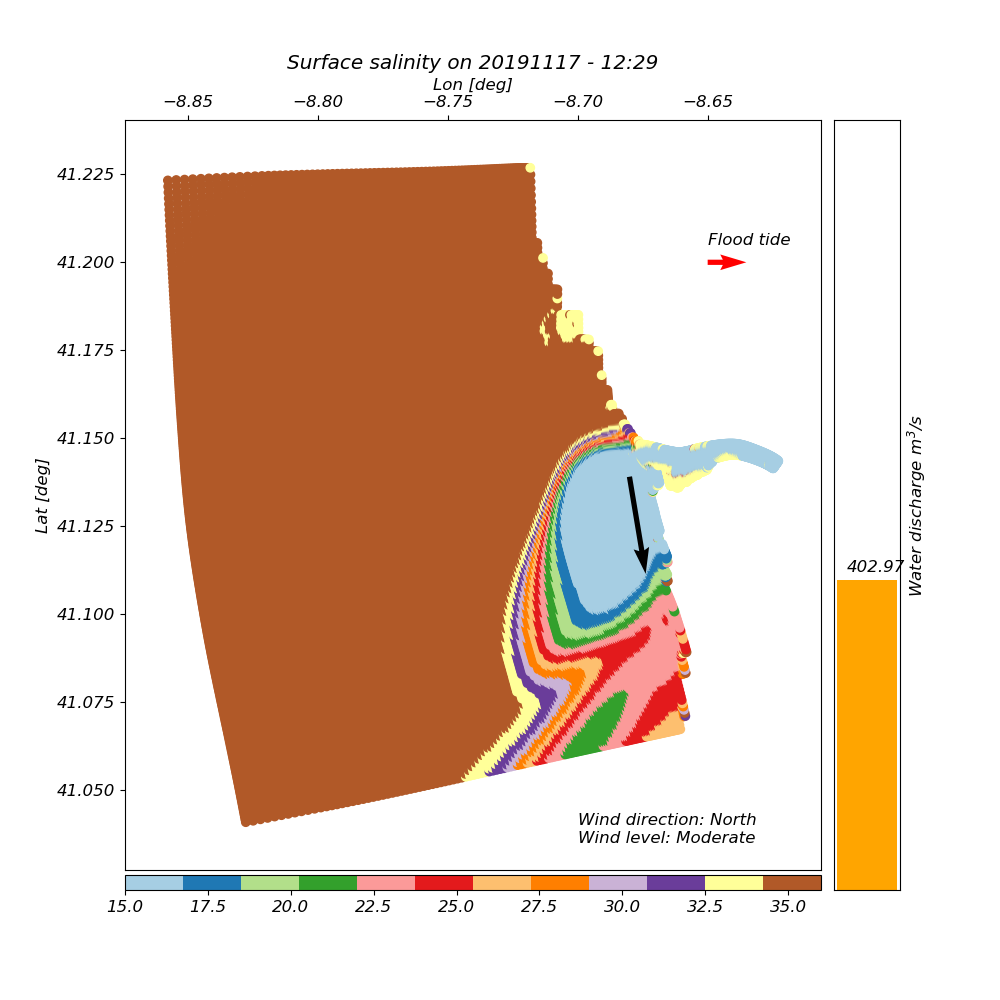 Surface salinity on 20191117 - 12:29
Lon [deg]
−8.85 −8.80 −8.75 −8.70 −8.65
41.225
41.200
41.175
41.150
41.125
41.100
41.075
41.050
Lat [deg]
Flood tide
Wind direction: North
Wind level: Moderate
402.97
Water discharge m³/s
15.0 17.5 20.0 22.5 25.0 27.5 30.0 32.5 35.0